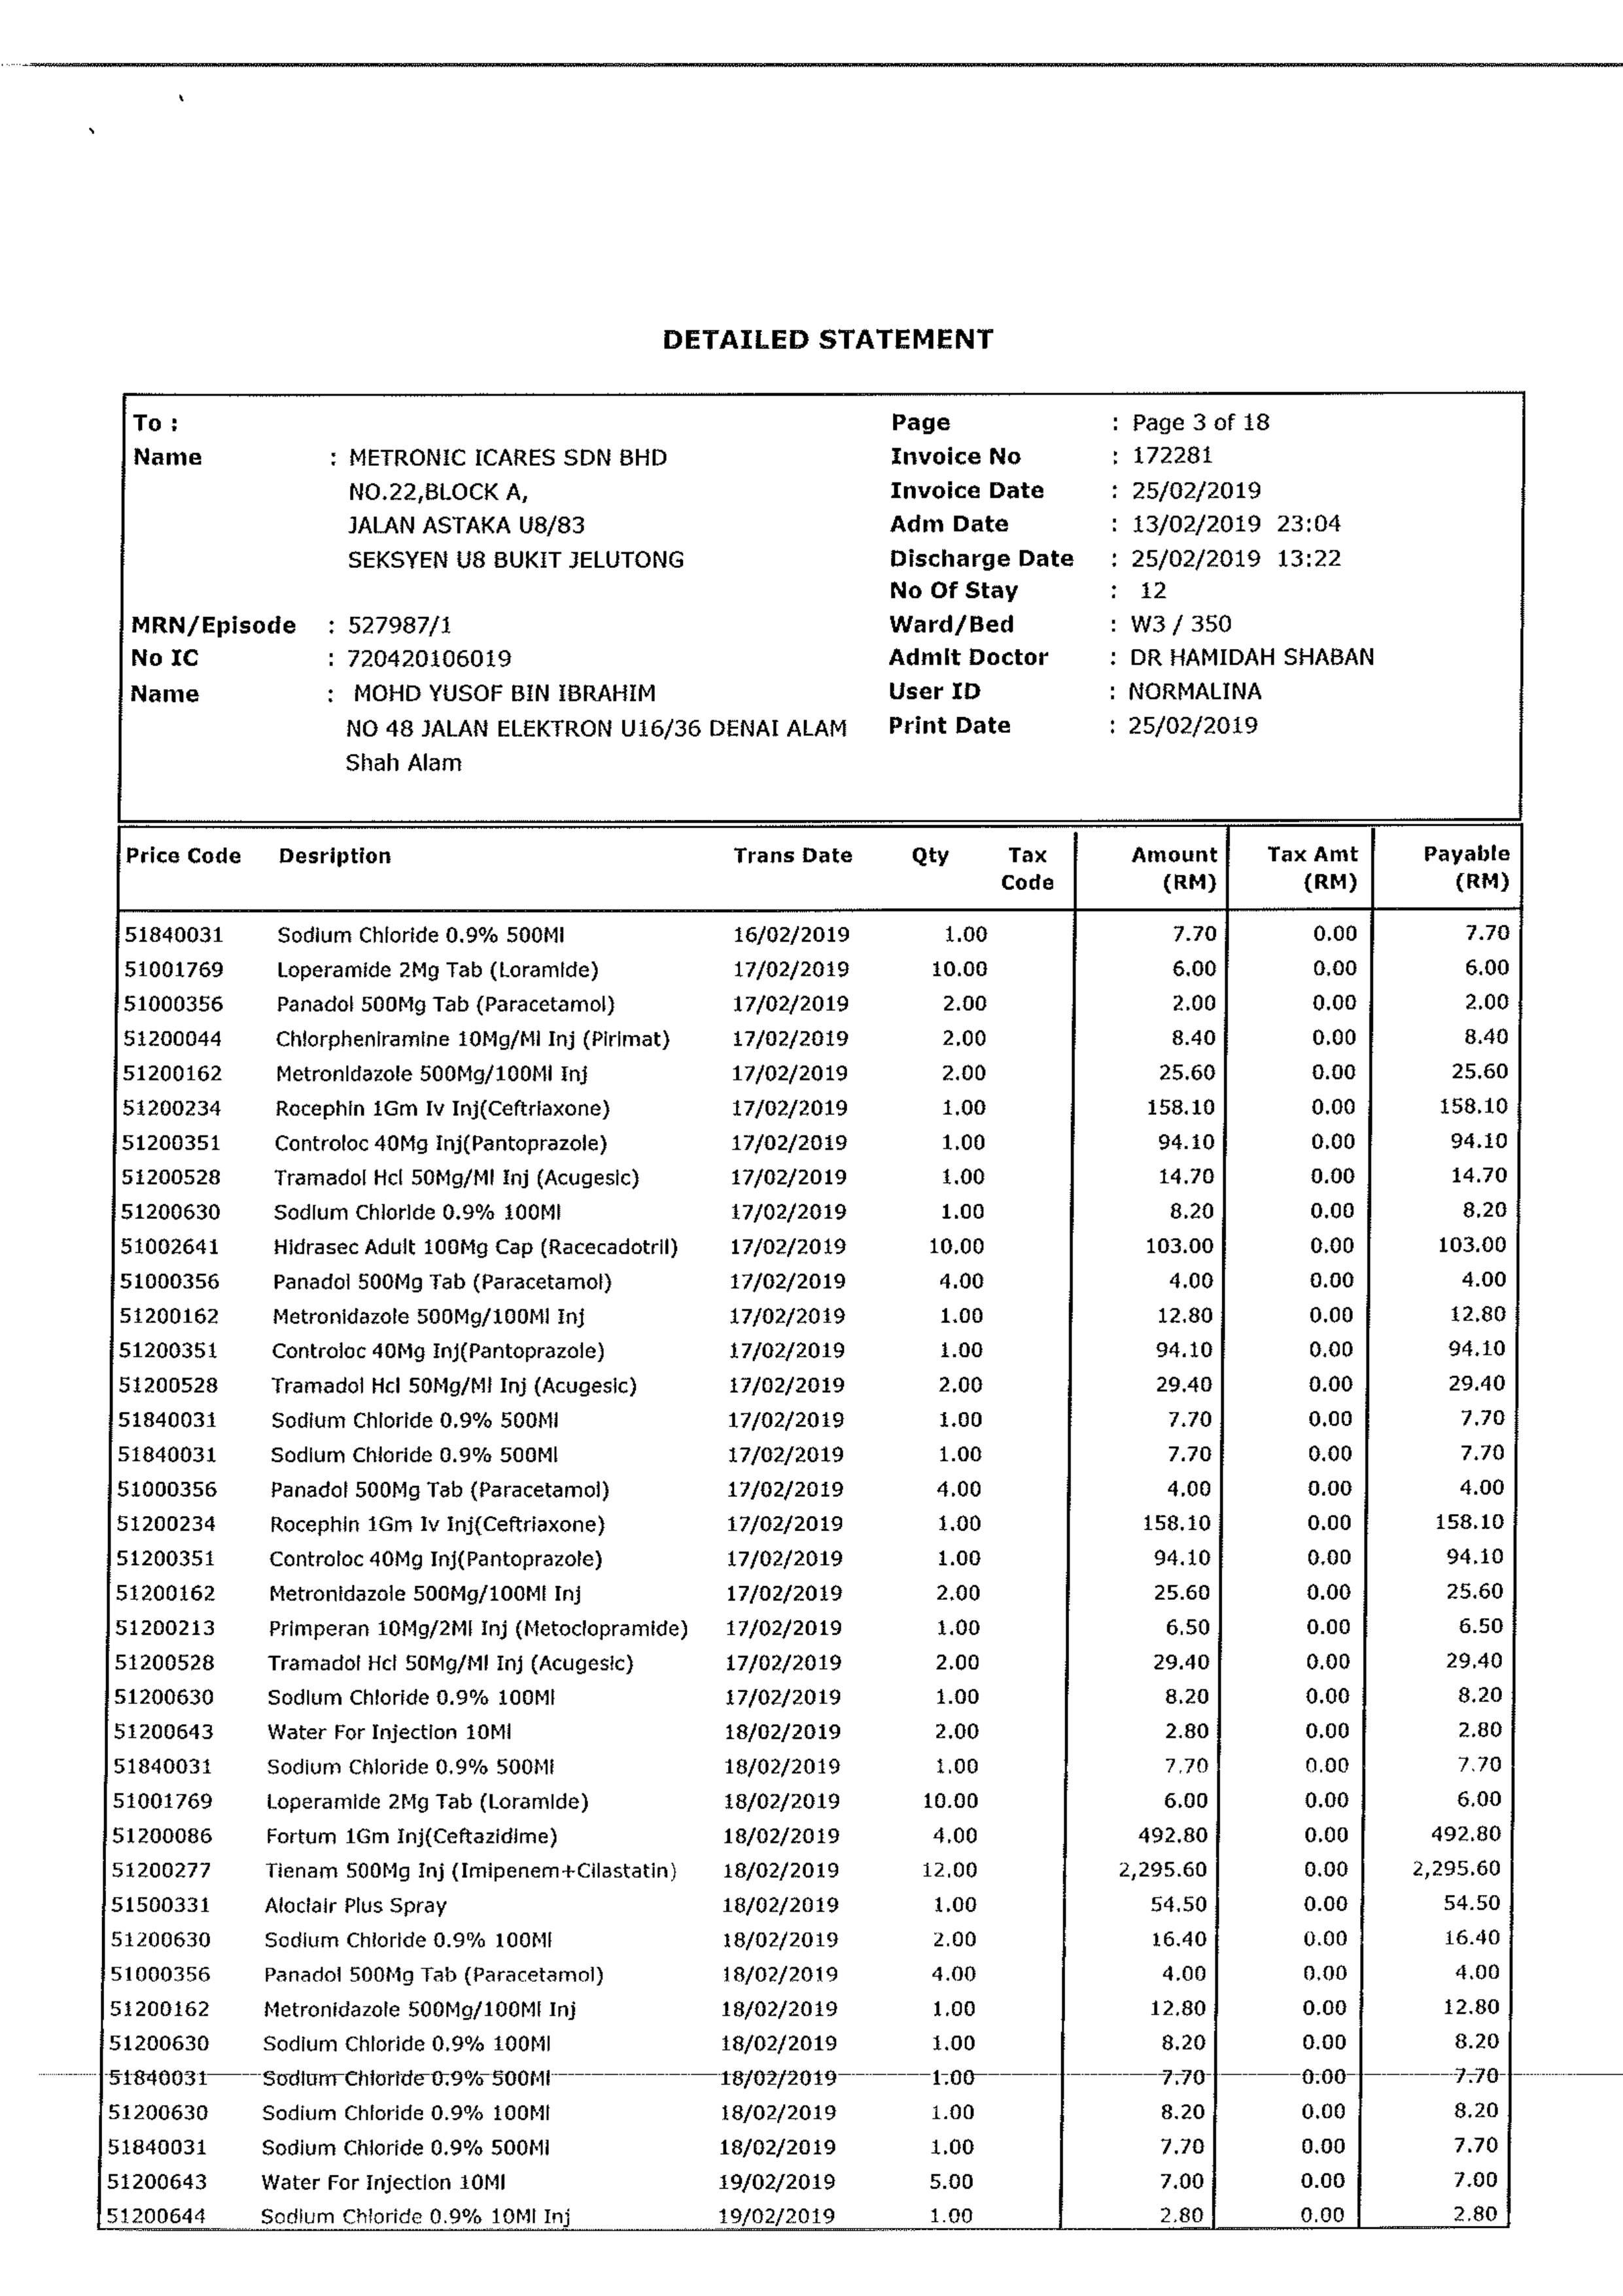 DETAILED STATEMENT
To : Page : Page 3 of 18
Name : METRONIC ICARES SDN BHD Invoice No : 172281
NO.22,BLOCK A, Invoice Date : 25/02/2019
JALAN ASTAKA U8/83 Adm Date : 13/02/2019 23:04
SEKSYEN U8 BUKIT JELUTONG Discharge Date : 25/02/2019 13:22
No Of Stay : 12
MRN/Episode : 527987/1 Ward/Bed : W3 / 350
No IC : 720420106019 Admit Doctor : DR HAMIDAH SHABAN
Name : MOHD YUSOF BIN IBRAHIM User ID : NORMALINA
NO 48 JALAN ELEKTRON U16/36 DENAI ALAM Print Date : 25/02/2019
Shah Alam
Price Code Desription Trans Date Qty Tax Amount Tax Amt Payable
Code (RM) (RM) (RM)
51840031 Sodium Chloride 0.9% 500Ml 16/02/2019 1.00 7.70 0.00 7.70
51001769 Loperamide 2Mg Tab (Loramide) 17/02/2019 10.00 6.00 0.00 6.00
51000356 Panadol 500Mg Tab (Paracetamol) 17/02/2019 2.00 2.00 0.00 2.00
51200044 Chlorpheniramine 10Mg/Ml Inj (Pirimat) 17/02/2019 2.00 8.40 0.00 8.40
51200162 Metronidazole 500Mg/100Ml Inj 17/02/2019 2.00 25.60 0.00 25.60
51200234 Rocephin 1Gm Iv Inj(Ceftriaxone) 17/02/2019 1.00 158.10 0.00 158.10
51200351 Controloc 40Mg Inj(Pantoprazole) 17/02/2019 1.00 94.10 0.00 94.10
51200528 Tramadol Hcl 50Mg/Ml Inj (Acugesic) 17/02/2019 1.00 14.70 0.00 14.70
51200630 Sodium Chloride 0.9% 100Ml 17/02/2019 1.00 8.20 0.00 8.20
51002641 Hidrasec Adult 100Mg Cap (Racecadotril) 17/02/2019 10.00 103.00 0.00 103.00
51000356 Panadol 500Mg Tab (Paracetamol) 17/02/2019 4.00 4.00 0.00 4.00
51200162 Metronidazole 500Mg/100Ml Inj 17/02/2019 1.00 12.80 0.00 12.80
51200351 Controloc 40Mg Inj(Pantoprazole) 17/02/2019 1.00 94.10 0.00 94.10
51200528 Tramadol Hcl 50Mg/Ml Inj (Acugesic) 17/02/2019 2.00 29.40 0.00 29.40
51840031 Sodium Chloride 0.9% 500Ml 17/02/2019 1.00 7.70 0.00 7.70
51840031 Sodium Chloride 0.9% 500Ml 17/02/2019 1.00 7.70 0.00 7.70
51000356 Panadol 500Mg Tab (Paracetamol) 17/02/2019 4.00 4.00 0.00 4.00
51200234 Rocephin 1Gm Iv Inj(Ceftriaxone) 17/02/2019 1.00 158.10 0.00 158.10
51200351 Controloc 40Mg Inj(Pantoprazole) 17/02/2019 1.00 94.10 0.00 94.10
51200162 Metronidazole 500Mg/100Ml Inj 17/02/2019 2.00 25.60 0.00 25.60
51200213 Primperan 10Mg/2Ml Inj (Metoclopramide) 17/02/2019 1.00 6.50 0.00 6.50
51200528 Tramadol Hcl 50Mg/Ml Inj (Acugesic) 17/02/2019 2.00 29.40 0.00 29.40
51200630 Sodium Chloride 0.9% 100Ml 17/02/2019 1.00 8.20 0.00 8.20
51200643 Water For Injection 10Ml 18/02/2019 2.00 2.80 0.00 2.80
51840031 Sodium Chloride 0.9% 500Ml 18/02/2019 1.00 7.70 0.00 7.70
51001769 Loperamide 2Mg Tab (Loramide) 18/02/2019 10.00 6.00 0.00 6.00
51200086 Fortum 1Gm Inj(Ceftazidime) 18/02/2019 4.00 492.80 0.00 492.80
51200277 Tienam 500Mg Inj (Imipenem+Cilastatin) 18/02/2019 12.00 2,295.60 0.00 2,295.60
51500331 Aloclair Plus Spray 18/02/2019 1.00 54.50 0.00 54.50
51200630 Sodium Chloride 0.9% 100Ml 18/02/2019 2.00 16.40 0.00 16.40
51000356 Panadol 500Mg Tab (Paracetamol) 18/02/2019 4.00 4.00 0.00 4.00
51200162 Metronidazole 500Mg/100Ml Inj 18/02/2019 1.00 12.80 0.00 12.80
51200630 Sodium Chloride 0.9% 100Ml 18/02/2019 1.00 8.20 0.00 8.20
51840031 Sodium Chloride 0.9% 500Ml 18/02/2019 1.00 7.70 0.00 7.70
51200630 Sodium Chloride 0.9% 100Ml 18/02/2019 1.00 8.20 0.00 8.20
51840031 Sodium Chloride 0.9% 500Ml 18/02/2019 1.00 7.70 0.00 7.70
51200643 Water For Injection 10Ml 19/02/2019 5.00 7.00 0.00 7.00
51200644 Sodium Chloride 0.9% 10Ml Inj 19/02/2019 1.00 2.80 0.00 2.80